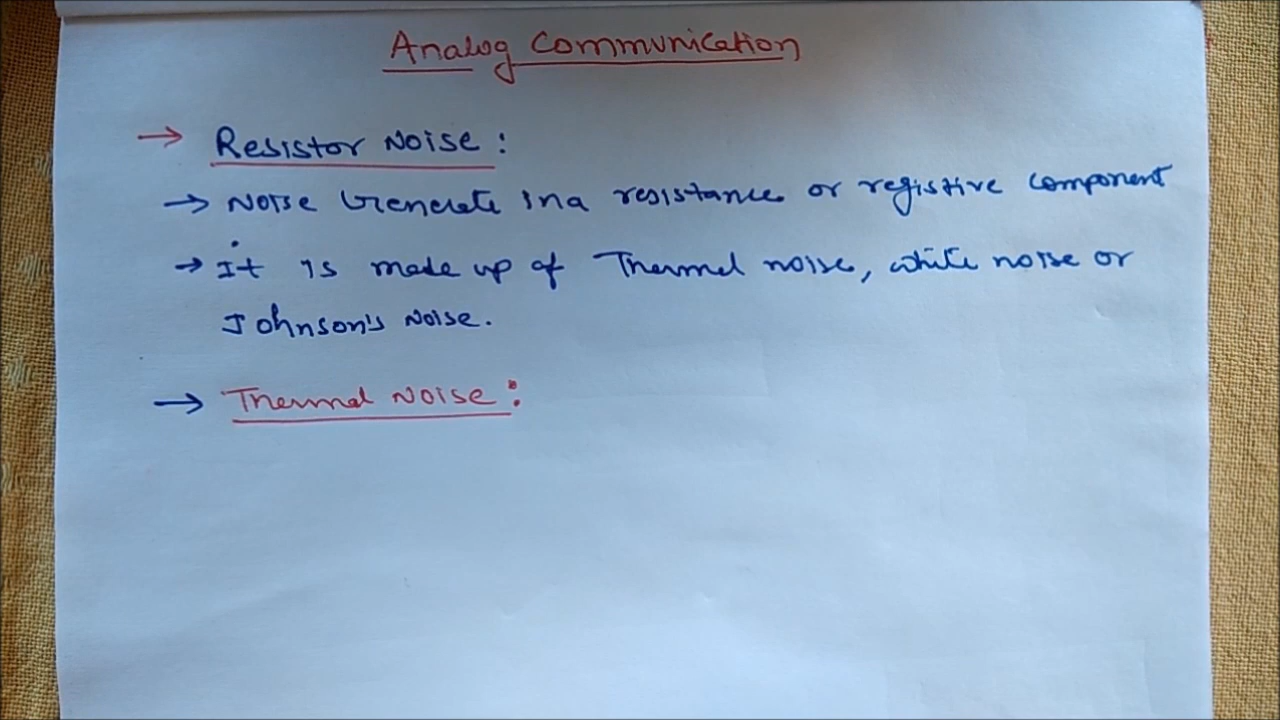 Analog Communication
→ Resistor Noise :
→ Noise Generate in a resistance or registive component
→ It is made up of Thermal noise, white noise or
Johnson's Noise.
→ Thermal Noise :